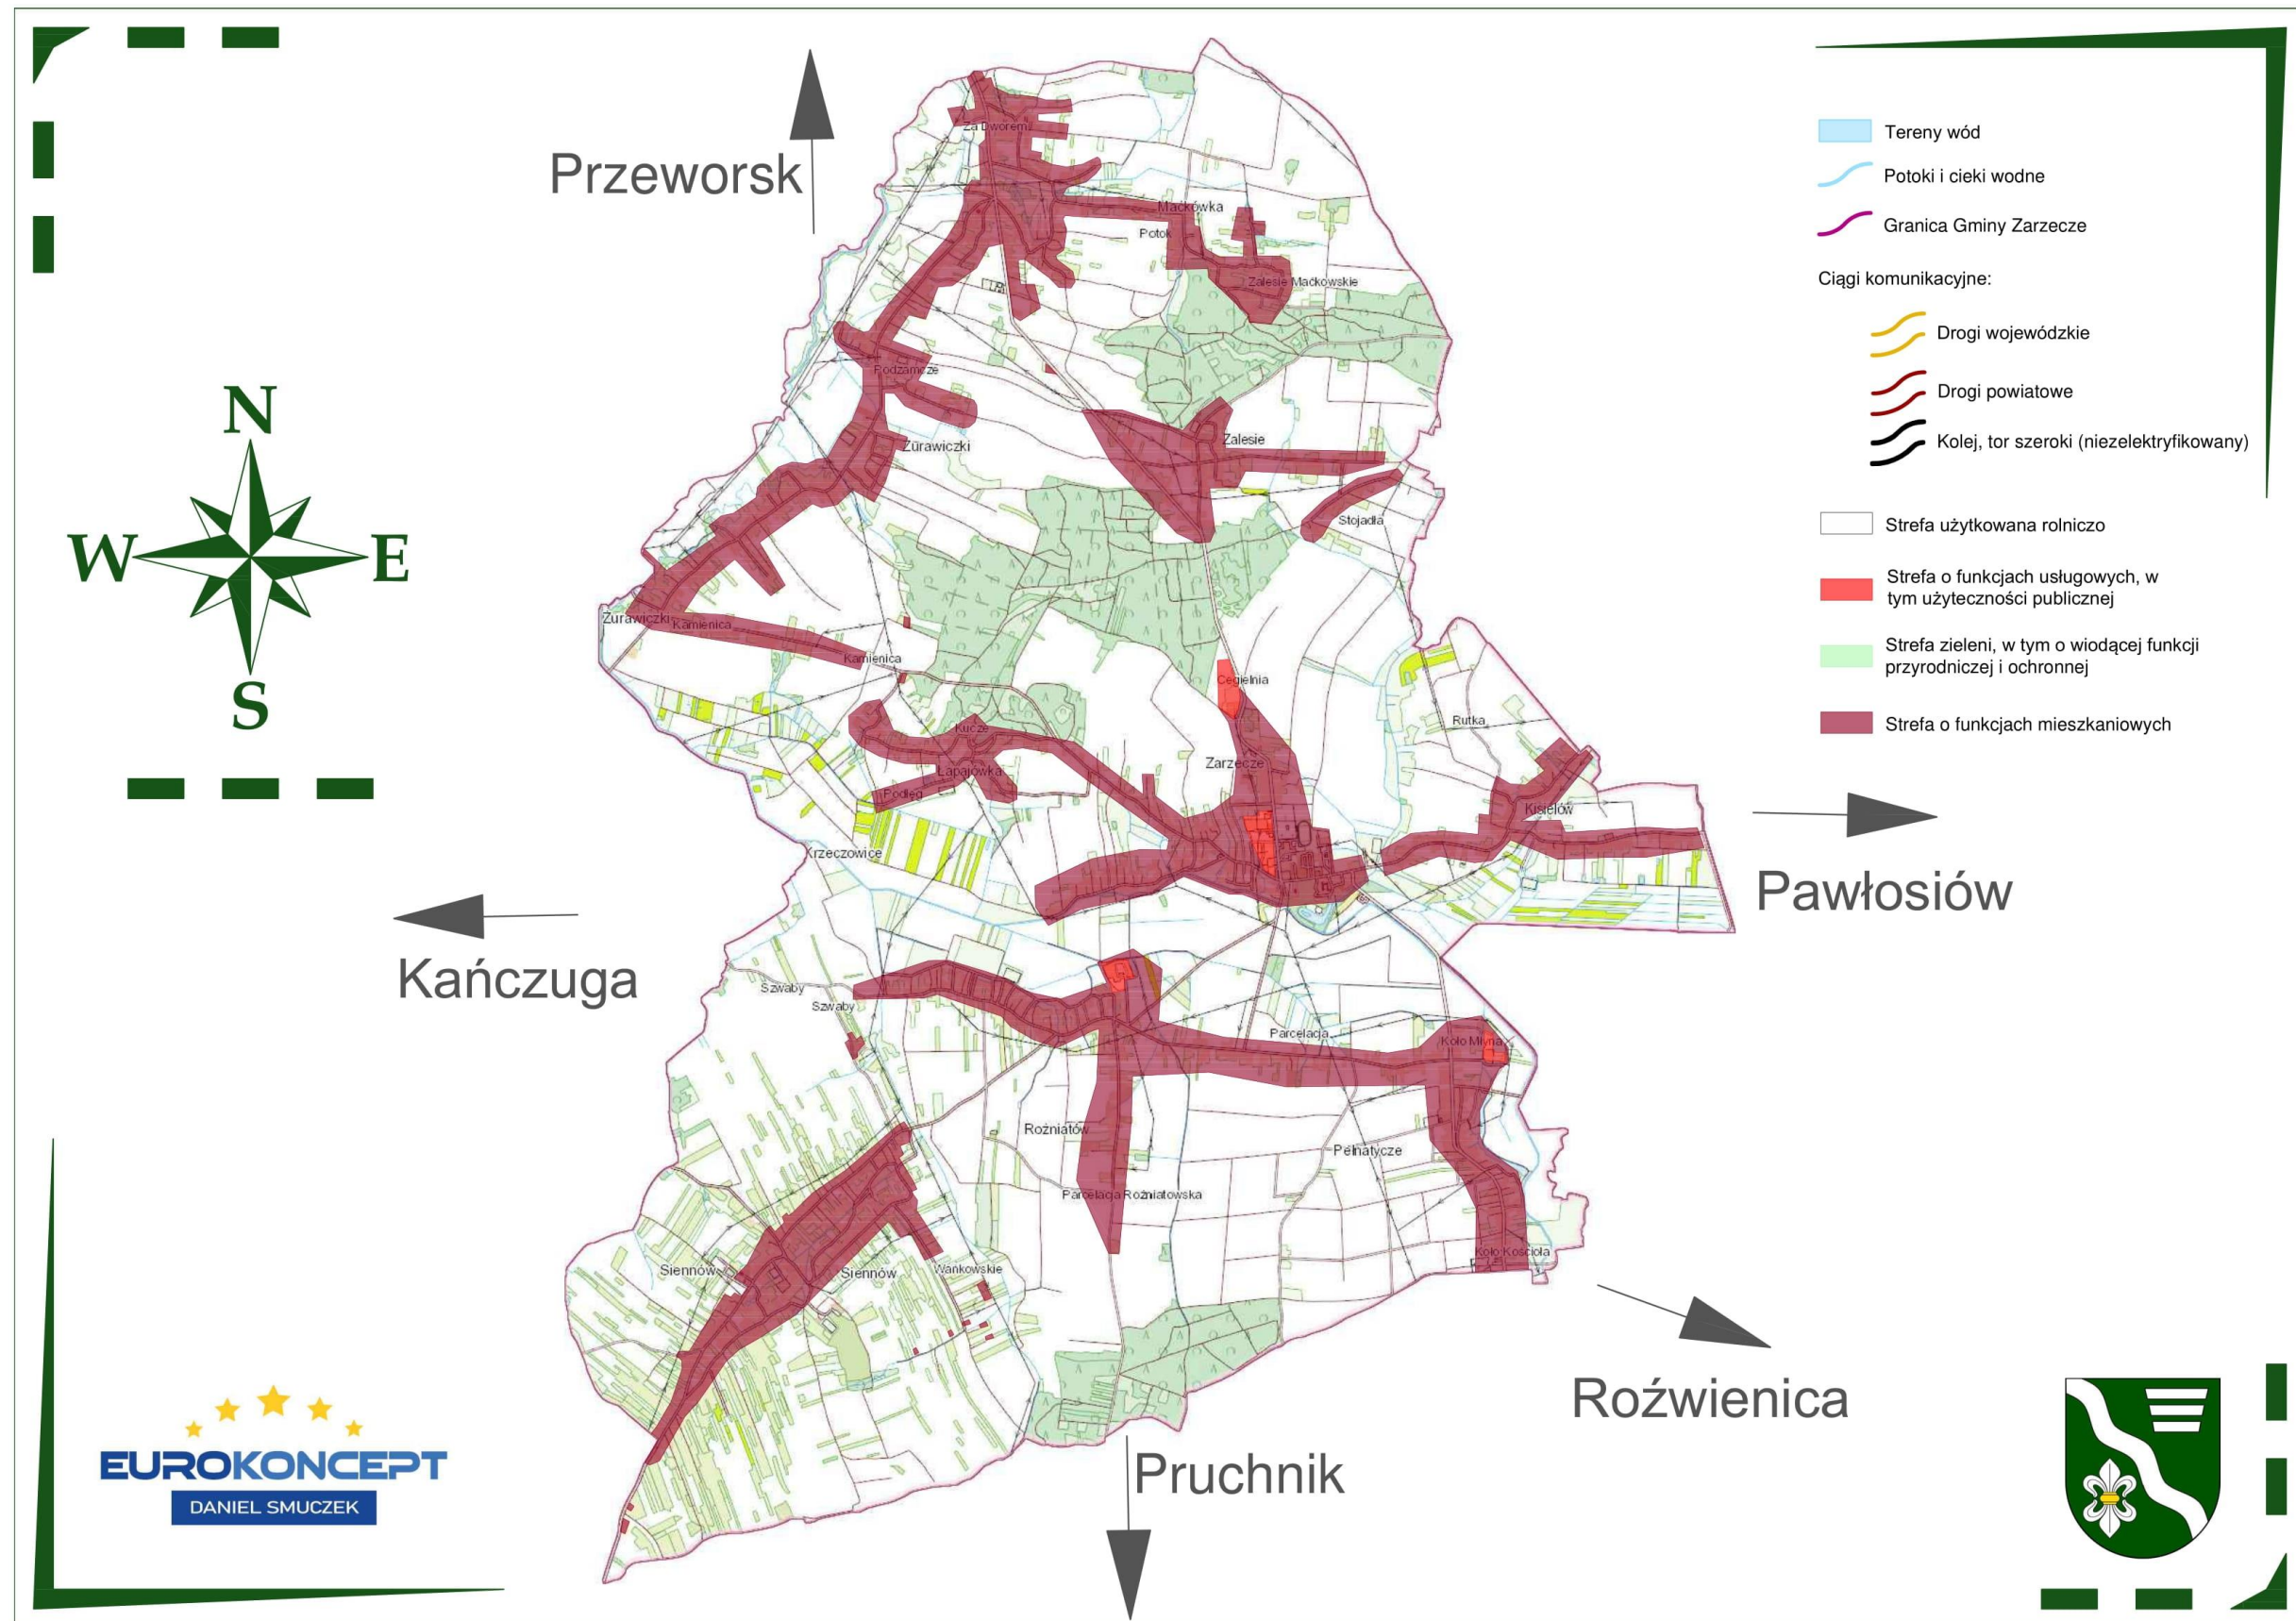 Przeworsk
Za Dworem
Maćkówka
Potok
Zalesie Maćkowskie
Podzamcze
Żurawiczki
Zalesie
Stojadła
Żurawiczki
Kamienica
Kamienica
Cegielnia
Rutka
Kucze
Zarzecze
Łapajówka
Podlęg
Kisielów
Krzeczowice
Szwaby
Szwaby
Parcelacja
Koło Młyna
Rożniatów
Pełnatycze
Parcelacja Rożniatowska
Koło Kościoła
Siennów
Siennów
Wańkowskie
N
W
E
S
Kańczuga
Pawłosiów
Roźwienica
Pruchnik
Tereny wód
Potoki i cieki wodne
Granica Gminy Zarzecze
Ciągi komunikacyjne:
Drogi wojewódzkie
Drogi powiatowe
Kolej, tor szeroki (niezelektryfikowany)
Strefa użytkowana rolniczo
Strefa o funkcjach usługowych, w
tym użyteczności publicznej
Strefa zieleni, w tym o wiodącej funkcji
przyrodniczej i ochronnej
Strefa o funkcjach mieszkaniowych
EUROKONCEPT
DANIEL SMUCZEK